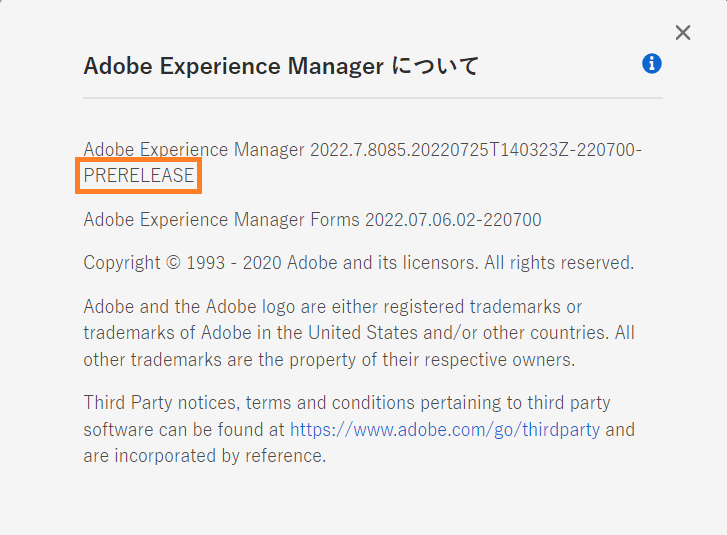 Adobe Experience Manager について
Adobe Experience Manager 2022.7.8085.20220725T140323Z-220700-
PRERELEASE
Adobe Experience Manager Forms 2022.07.06.02-220700
Copyright © 1993 - 2020 Adobe and its licensors. All rights reserved.
Adobe and the Adobe logo are either registered trademarks or
trademarks of Adobe in the United States and/or other countries. All
other trademarks are the property of their respective owners.
Third Party notices, terms and conditions pertaining to third party
software can be found at https://www.adobe.com/go/thirdparty and
are incorporated by reference.